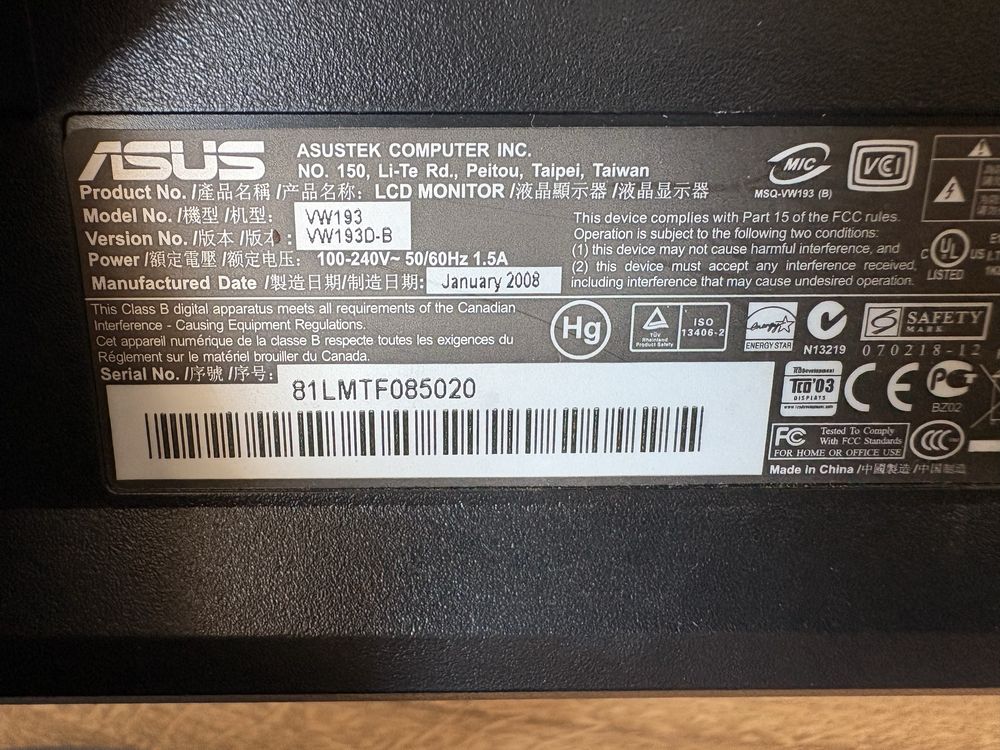 ASUS
ASUSTEK COMPUTER INC.
NO. 150, Li-Te Rd., Peitou, Taipei, Taiwan
Product No. /產品名稱 /产品名称: LCD MONITOR /液晶顯示器 /液晶显示器
Model No. /機型 /机型: VW193
Version No. /版本 /版本 : VW193D-B
Power /額定電壓 /额定电压: 100-240V~ 50/60Hz 1.5A
Manufactured Date /製造日期/制造日期: January 2008
MIC
MSQ-VW193 (B)
VCI
This device complies with Part 15 of the FCC rules.
Operation is subject to the following two conditions:
(1) this device may not cause harmful interference, and
(2) this device must accept any interference received,
including interference that may cause undesired operation.
C UL US
LISTED
This Class B digital apparatus meets all requirements of the Canadian
Interference - Causing Equipment Regulations.
Cet appareil numérique de la classe B respecte toutes les exigences du
Réglement sur le matériel brouiller du Canada.
Hg
TÜV
Rheinland
Product Safety
ISO
13406-2
energy
ENERGY STAR
N13219
S SAFETY
MARK
070218-12
Serial No. /序號 /序号:
81LMTF085020
TCO Development
TCO'03
DISPLAYS
www.tcodevelopment.com
CE
PCT
BZ02
FC
Tested To Comply
With FCC Standards
FOR HOME OR OFFICE USE
CCC
Made in China /中國製造 /中国制造